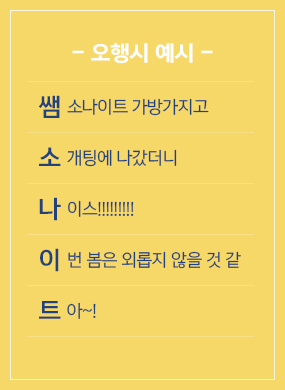 – 오행시 예시 –
쌤 소나이트 가방가지고
소 개팅에 나갔더니
나 이스!!!!!!!!!
이 번 봄은 외롭지 않을 것 같
트 아~!